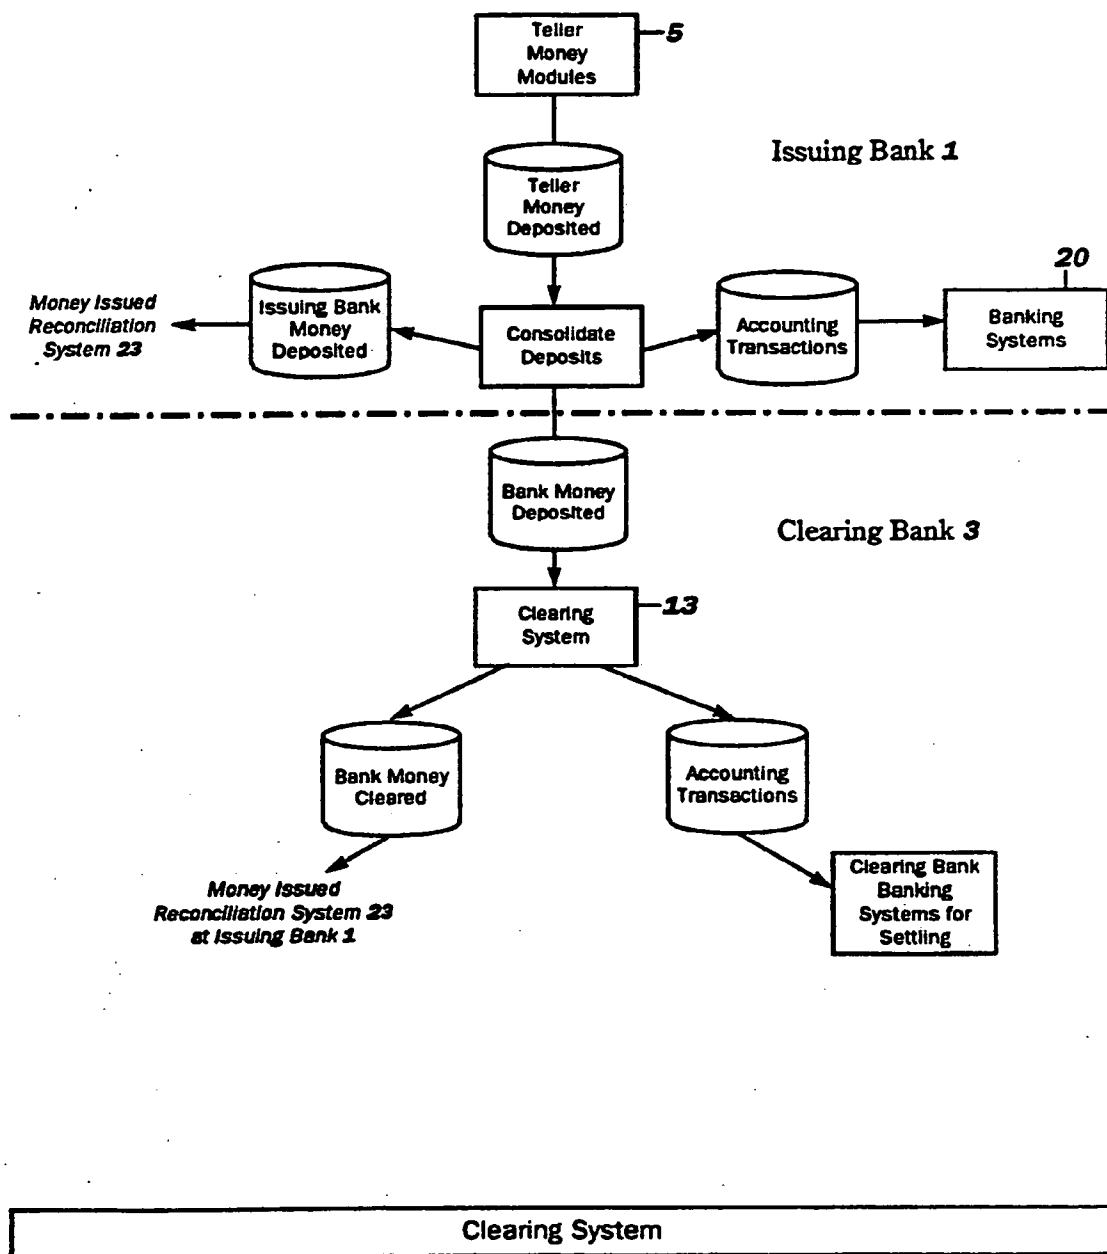 Teller
Money
Modules
5
Issuing Bank 1
Teller
Money
Deposited
20
Money Issued
Reconciliation
System 23
Issuing Bank
Money
Deposited
Consolidate
Deposits
Accounting
Transactions
Banking
Systems
Bank Money
Deposited
Clearing Bank 3
Clearing
System
13
Bank Money
Cleared
Accounting
Transactions
Money Issued
Reconciliation System 23
at Issuing Bank 1
Clearing Bank
Banking
Systems for
Settling
Clearing System